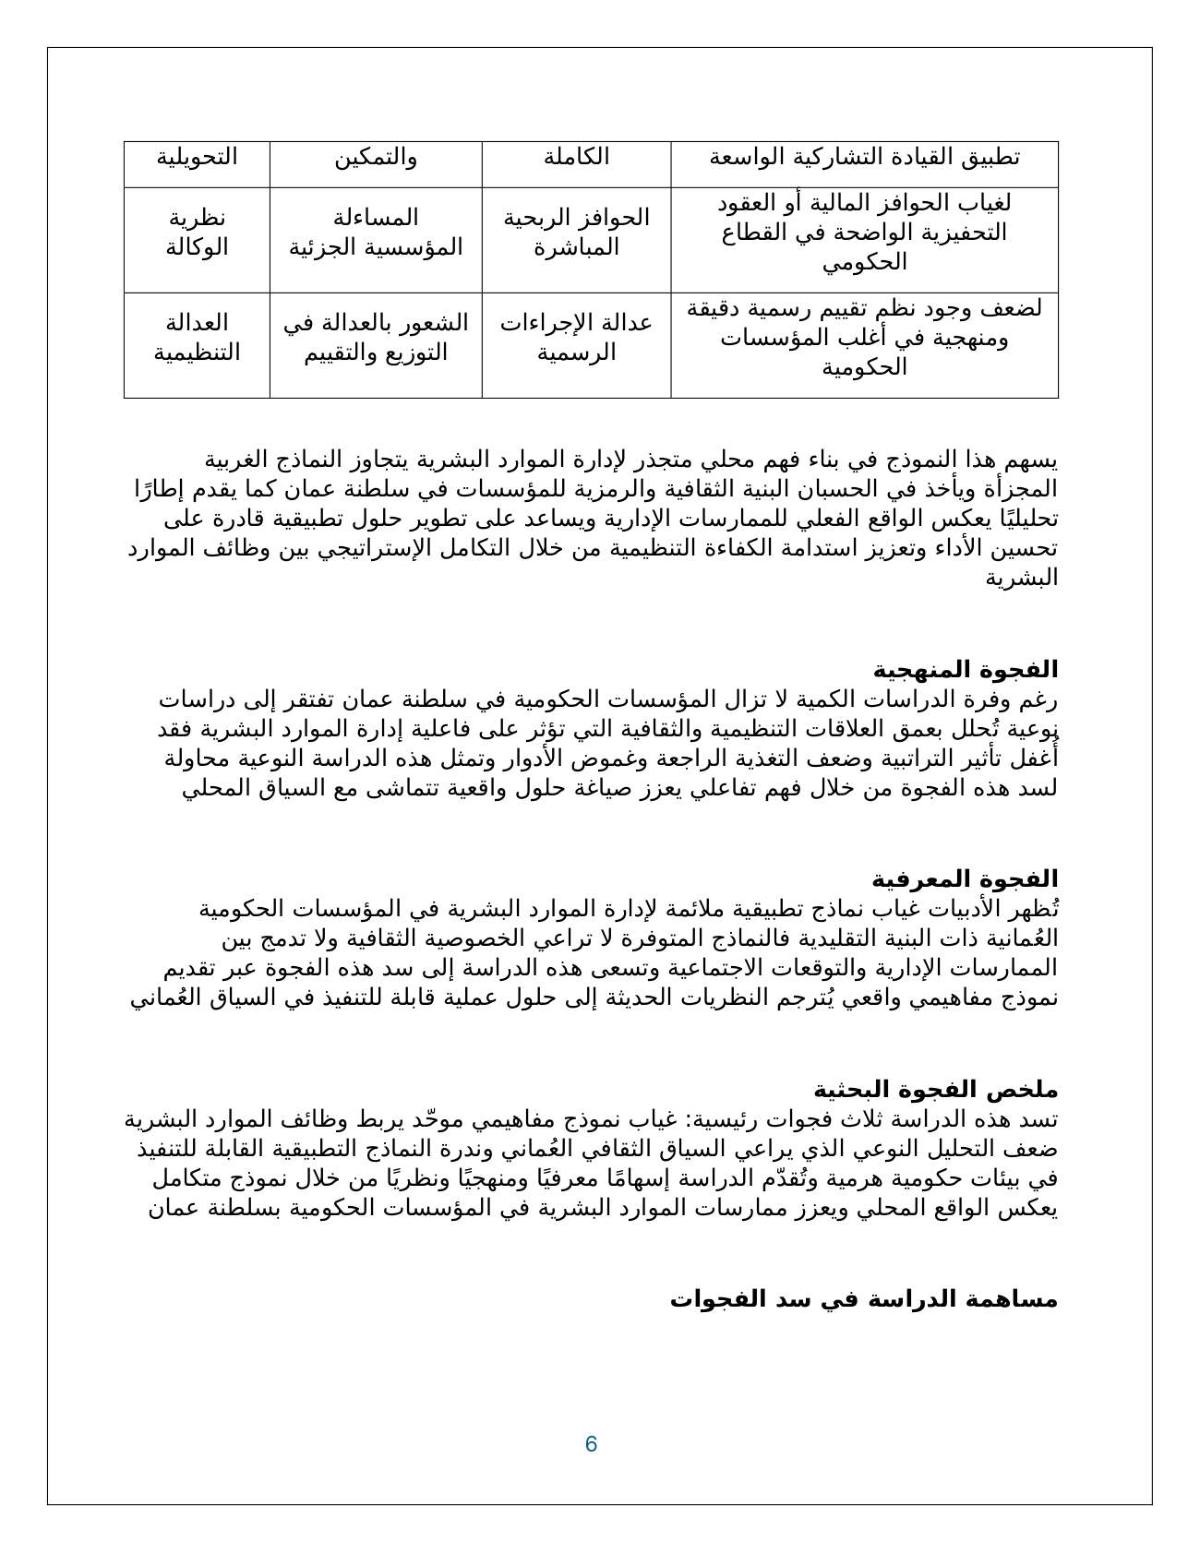 تطبيق القيادة التشاركية الواسعة
الكاملة
والتمكين
التحويلية
لغياب الحوافز المالية أو العقود
التحفيزية الواضحة في القطاع
الحكومي
الحوافز الربحية
المباشرة
المساءلة
المؤسسية الجزئية
نظرية
الوكالة
لضعف وجود نظم تقييم رسمية دقيقة
ومنهجية في أغلب المؤسسات
الحكومية
عدالة الإجراءات
الرسمية
الشعور بالعدالة في
التوزيع والتقييم
العدالة
التنظيمية
يسهم هذا النموذج في بناء فهم محلي متجذر لإدارة الموارد البشرية يتجاوز النماذج الغربية
المجزأة ويأخذ في الحسبان البنية الثقافية والرمزية للمؤسسات في سلطنة عمان كما يقدم إطارًا
تحليليًا يعكس الواقع الفعلي للممارسات الإدارية ويساعد على تطوير حلول تطبيقية قادرة على
تحسين الأداء وتعزيز استدامة الكفاءة التنظيمية من خلال التكامل الإستراتيجي بين وظائف الموارد
البشرية
الفجوة المنهجية
رغم وفرة الدراسات الكمية لا تزال المؤسسات الحكومية في سلطنة عمان تفتقر إلى دراسات
نوعية تُحلل بعمق العلاقات التنظيمية والثقافية التي تؤثر على فاعلية إدارة الموارد البشرية فقد
أُغفل تأثير التراتبية وضعف التغذية الراجعة وغموض الأدوار وتمثل هذه الدراسة النوعية محاولة
لسد هذه الفجوة من خلال فهم تفاعلي يعزز صياغة حلول واقعية تتماشى مع السياق المحلي
الفجوة المعرفية
تُظهر الأدبيات غياب نماذج تطبيقية ملائمة لإدارة الموارد البشرية في المؤسسات الحكومية
العُمانية ذات البنية التقليدية فالنماذج المتوفرة لا تراعي الخصوصية الثقافية ولا تدمج بين
الممارسات الإدارية والتوقعات الاجتماعية وتسعى هذه الدراسة إلى سد هذه الفجوة عبر تقديم
نموذج مفاهيمي واقعي يُترجم النظريات الحديثة إلى حلول عملية قابلة للتنفيذ في السياق العُماني
ملخص الفجوة البحثية
تسد هذه الدراسة ثلاث فجوات رئيسية: غياب نموذج مفاهيمي موحّد يربط وظائف الموارد البشرية
ضعف التحليل النوعي الذي يراعي السياق الثقافي العُماني وندرة النماذج التطبيقية القابلة للتنفيذ
في بيئات حكومية هرمية وتُقدّم الدراسة إسهامًا معرفيًا ومنهجيًا ونظريًا من خلال نموذج متكامل
يعكس الواقع المحلي ويعزز ممارسات الموارد البشرية في المؤسسات الحكومية بسلطنة عمان
مساهمة الدراسة في سد الفجوات
6